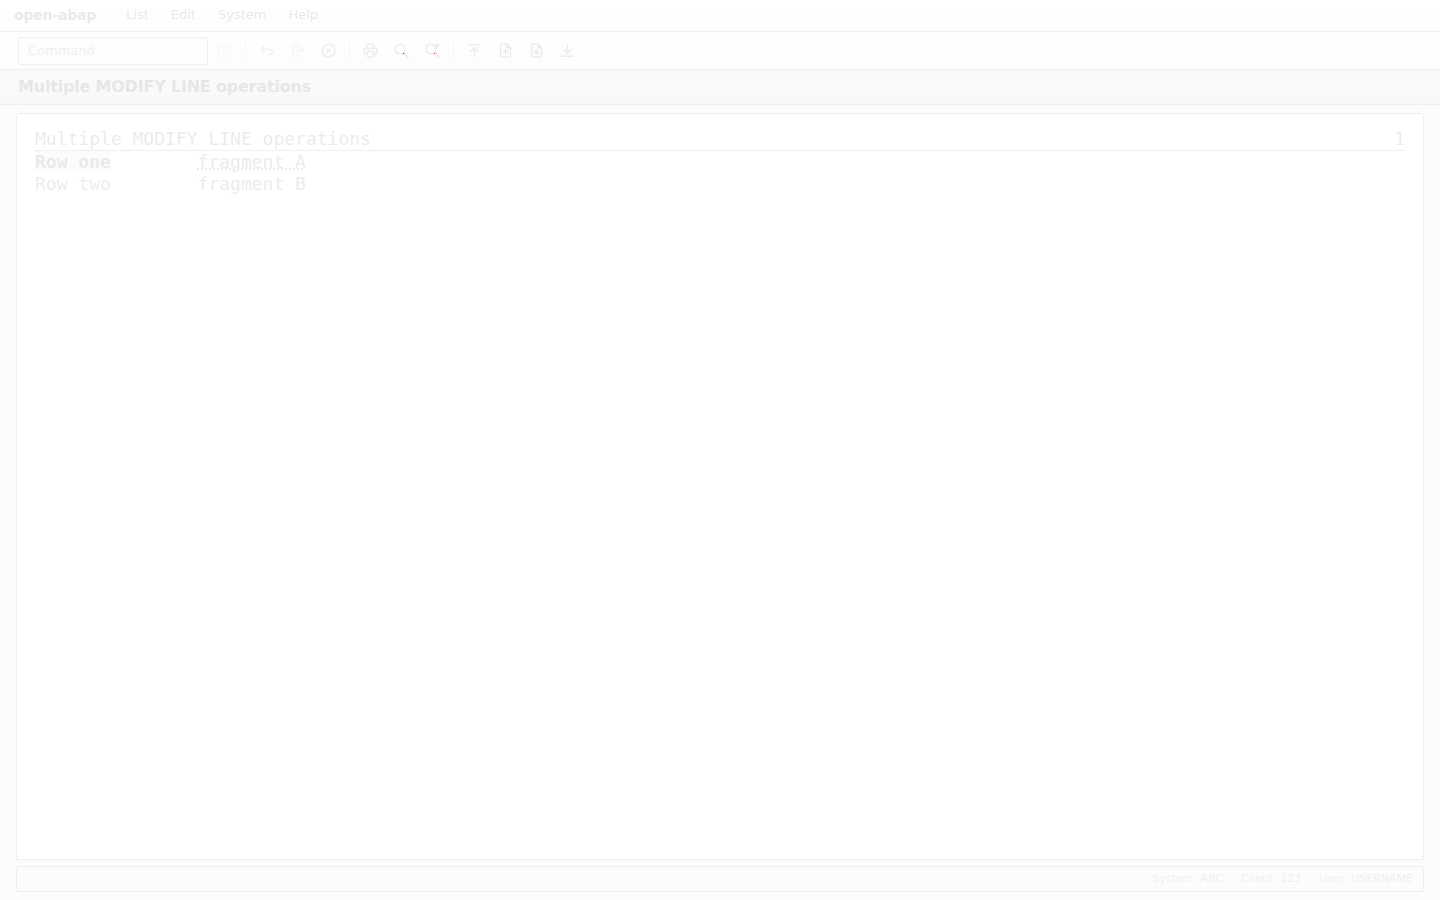 open-abap List Edit System Help
Command
Multiple MODIFY LINE operations
Multiple MODIFY LINE operations 1
Row one fragment A
Row two fragment B
System: ABC Client: 123 User: USERNAME